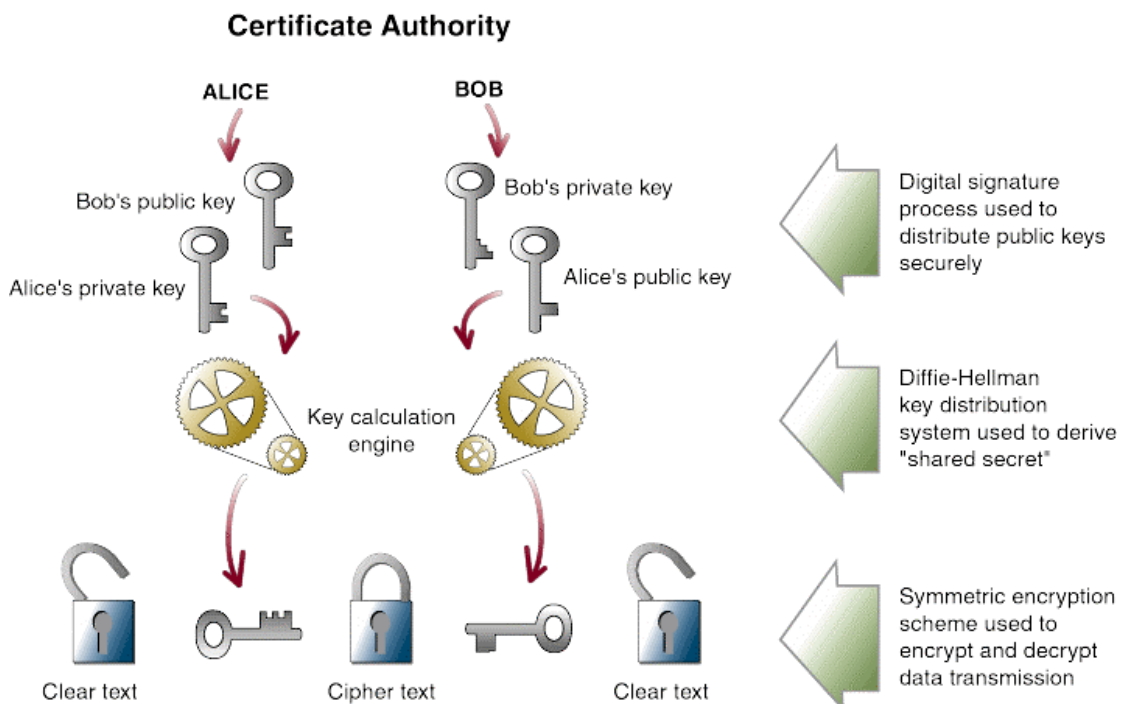 Certificate Authority
ALICE
BOB
Bob's public key
Bob's private key
Alice's private key
Alice's public key
Digital signature
process used to
distribute public keys
securely
Key calculation
engine
Diffie-Hellman
key distribution
system used to derive
"shared secret"
Clear text
Cipher text
Clear text
Symmetric encryption
scheme used to
encrypt and decrypt
data transmission